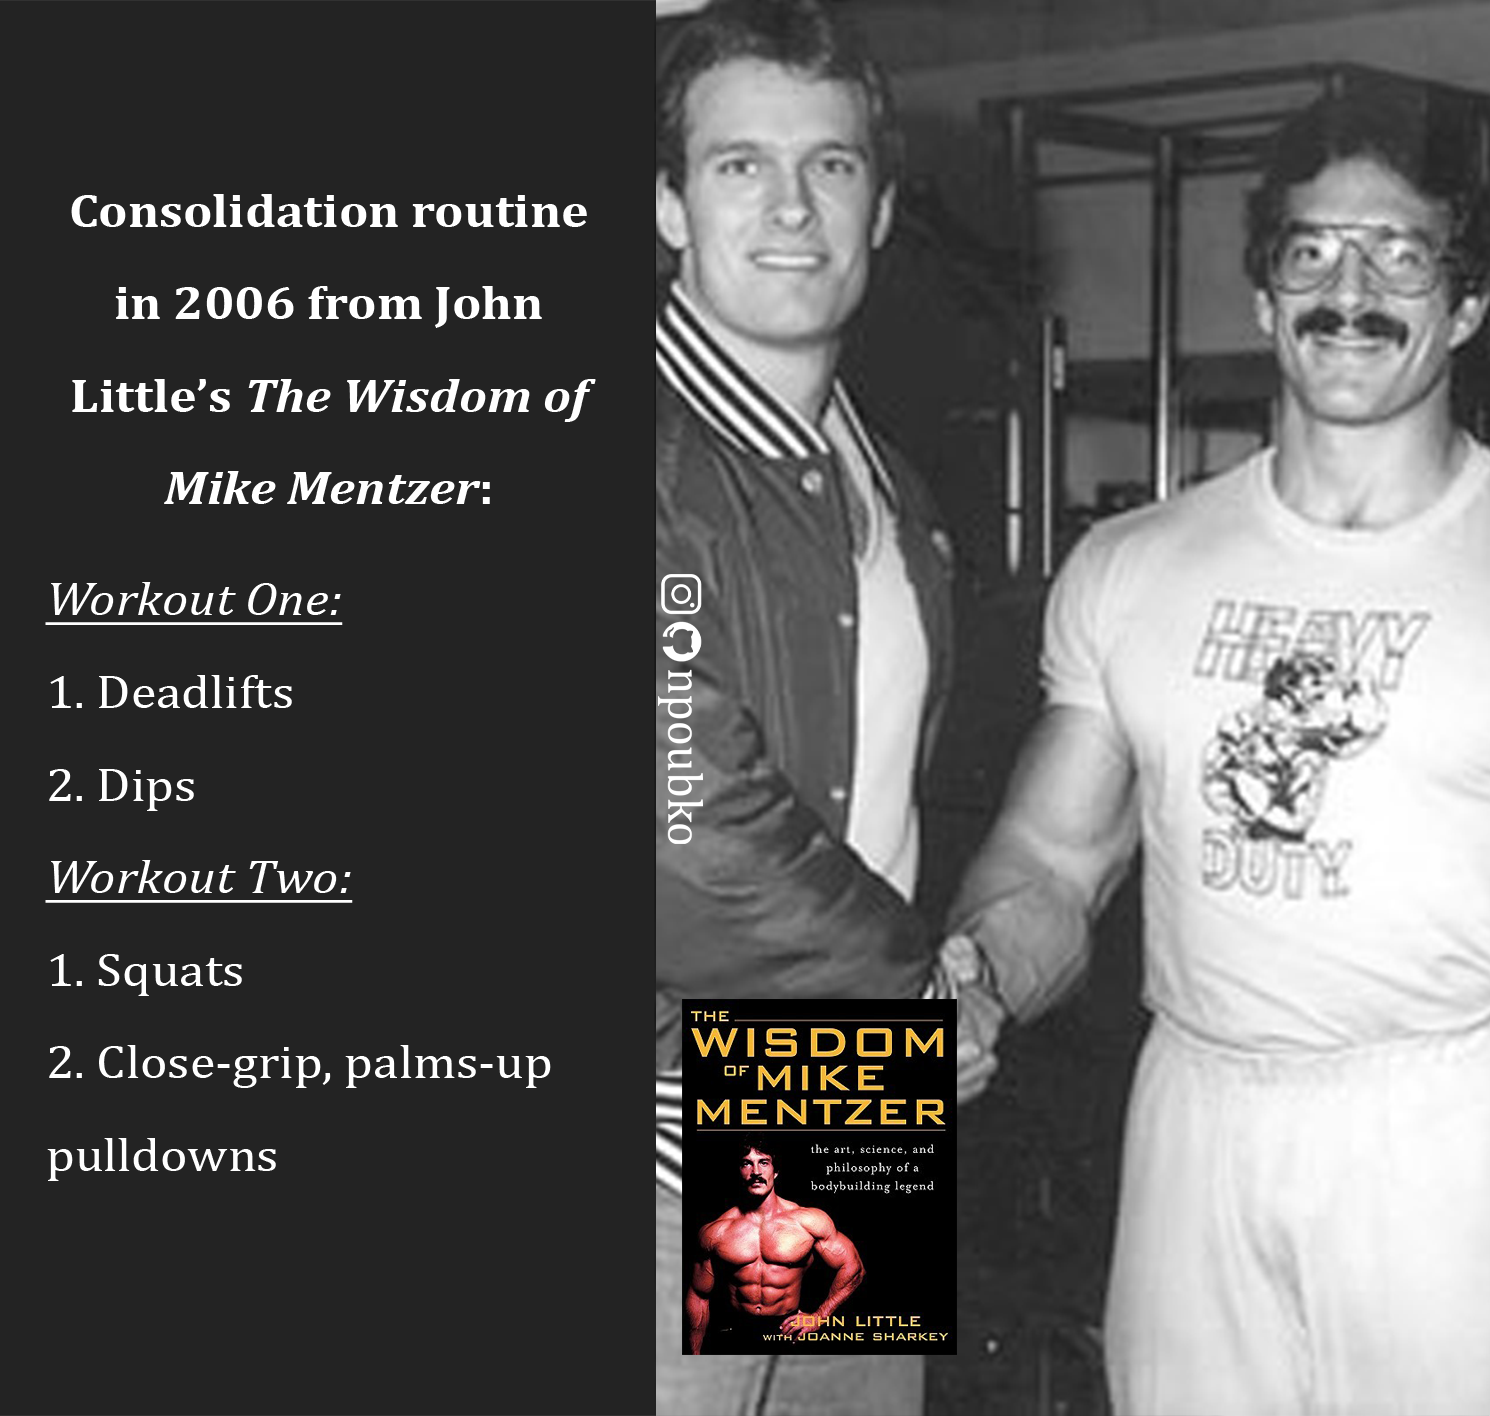 Consolidation routine
in 2006 from John
Little’s The Wisdom of
Mike Mentzer:
Workout One:
1. Deadlifts
2. Dips
Workout Two:
1. Squats
2. Close-grip, palms-up
pulldowns
npoubko
HEAVY
DUTY
THE
WISDOM
OF MIKE
MENTZER
the art, science, and
philosophy of a
bodybuilding legend
JOHN LITTLE
WITH JOANNE SHARKEY